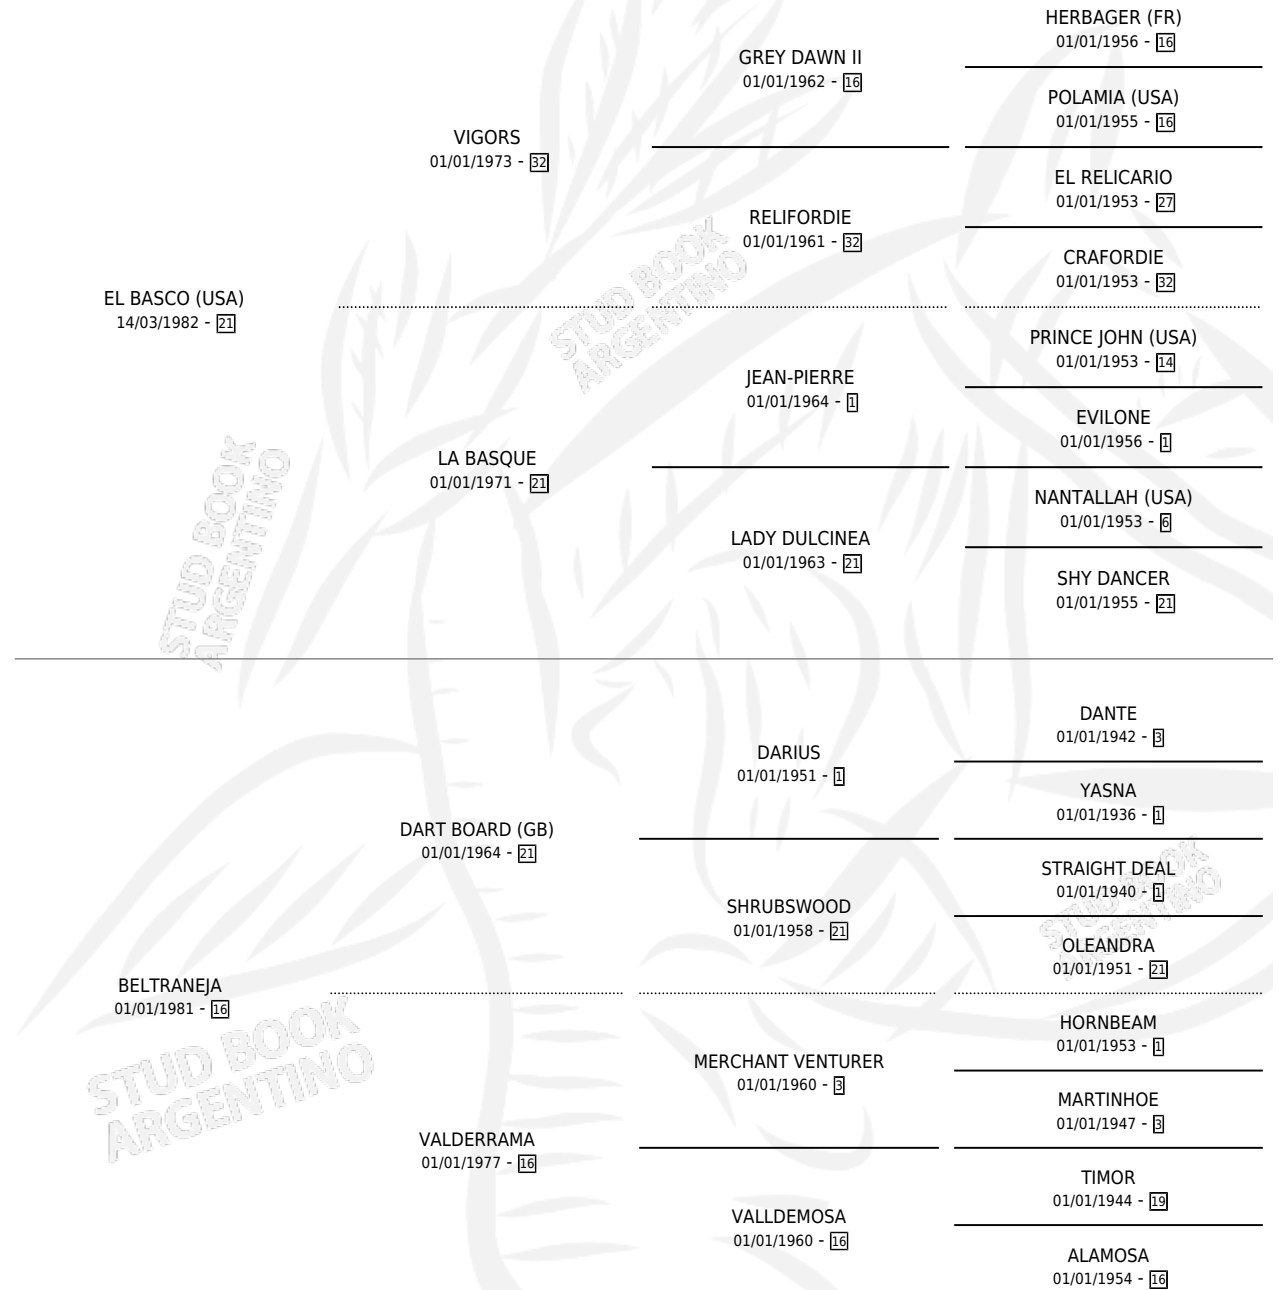 HERBAGER (FR)
01/01/1956 - 16
GREY DAWN II
01/01/1962 - 16
POLAMIA (USA)
01/01/1955 - 16
VIGORS
01/01/1973 - 32
EL RELICARIO
01/01/1953 - 27
RELIFORDIE
01/01/1961 - 32
CRAFORDIE
01/01/1953 - 32
EL BASCO (USA)
14/03/1982 - 21
STUD BOOK
ARGENTINO
PRINCE JOHN (USA)
01/01/1953 - 14
JEAN-PIERRE
01/01/1964 - 1
EVILONE
01/01/1956 - 1
LA BASQUE
01/01/1971 - 21
NANTALLAH (USA)
01/01/1953 - 6
LADY DULCINEA
01/01/1963 - 21
SHY DANCER
01/01/1955 - 21
STUD BOOK
ARGENTINO
DANTE
01/01/1942 - 3
DARIUS
01/01/1951 - 1
YASNA
01/01/1936 - 1
DART BOARD (GB)
01/01/1964 - 21
STRAIGHT DEAL
01/01/1940 - 1
SHRUBSWOOD
01/01/1958 - 21
STUD BOOK
ARGENTINO
OLEANDRA
01/01/1951 - 21
BELTRANEJA
01/01/1981 - 16
STUD BOOK
ARGENTINO
HORNBEAM
01/01/1953 - 1
MERCHANT VENTURER
01/01/1960 - 3
MARTINHOE
01/01/1947 - 3
VALDERRAMA
01/01/1977 - 16
TIMOR
01/01/1944 - 19
VALLDEMOSA
01/01/1960 - 16
ALAMOSA
01/01/1954 - 16